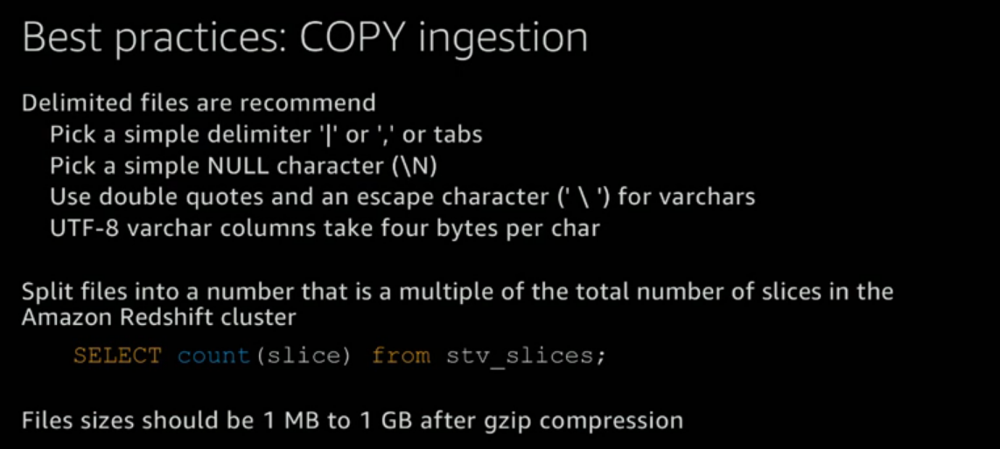 Best practices: COPY ingestion
Delimited files are recommend
Pick a simple delimiter '|' or ',' or tabs
Pick a simple NULL character (\N)
Use double quotes and an escape character (' \ ') for varchars
UTF-8 varchar columns take four bytes per char
Split files into a number that is a multiple of the total number of slices in the
Amazon Redshift cluster
SELECT count(slice) from stv_slices;
Files sizes should be 1 MB to 1 GB after gzip compression